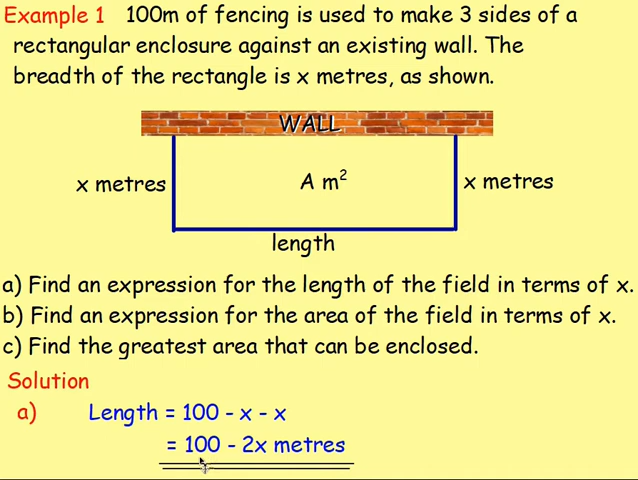 Example 1 100m of fencing is used to make 3 sides of a
rectangular enclosure against an existing wall. The
breadth of the rectangle is x metres, as shown.
WALL
x metres A m² x metres
length
a) Find an expression for the length of the field in terms of x.
b) Find an expression for the area of the field in terms of x.
c) Find the greatest area that can be enclosed.
Solution
a) Length = 100 - x - x
= 100 - 2x metres